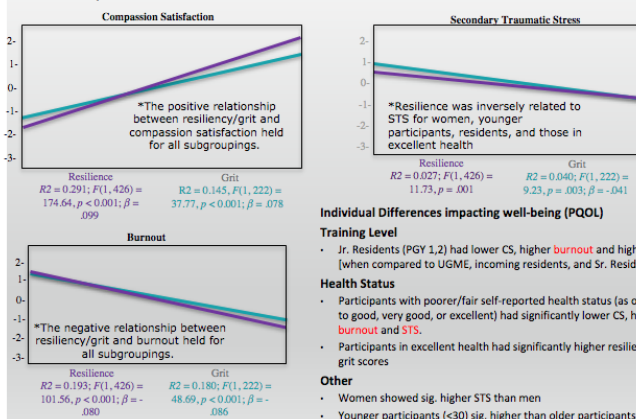 Compassion Satisfaction
2-
1-
0-
-1-
-2-
-3-
*The positive relationship
between resiliency/grit and
compassion satisfaction held
for all subgroupings.
Resilience
R2 = 0.291; F(1, 426) =
174.64, p < 0.001; β =
.099
Grit
R2 = 0.145, F(1, 222) =
37.77, p < 0.001; β = .078
Burnout
2-
1-
0-
-1-
-2-
-3-
*The negative relationship between
resiliency/grit and burnout held for
all subgroupings.
Resilience
R2 = 0.193; F(1, 426) =
101.56, p < 0.001; β = -
.080
Grit
R2 = 0.180; F(1, 222) =
48.69, p < 0.001; β = -
.086
Secondary Traumatic Stress
2-
1-
0-
-1-
-2-
-3-
*Resilience was inversely related to
STS for women, younger
participants, residents, and those in
excellent health
Resilience
R2 = 0.027; F(1, 426) =
11.73, p = .001
Grit
R2 = 0.040; F(1, 222) =
9.23, p = .003; β = -.041
Individual Differences impacting well-being (PQOL)
Training Level
• Jr. Residents (PGY 1,2) had lower CS, higher burnout and high
[when compared to UGME, incoming residents, and Sr. Resid
Health Status
• Participants with poorer/fair self-reported health status (as o
to good, very good, or excellent) had significantly lower CS, h
burnout and STS.
• Participants in excellent health had significantly higher resilie
grit scores
Other
• Women showed sig. higher STS than men
• Younger participants (<30) sig. higher than older participants